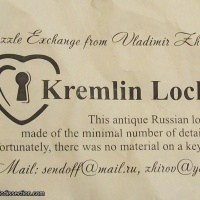 zzle Exchange from Vladimir Zh
Kremlin Lock
This antique Russian lo
made of the minimal number of detai
fortunately, there was no material on a key
Mail: sendoff@mail.ru, zhirov@y